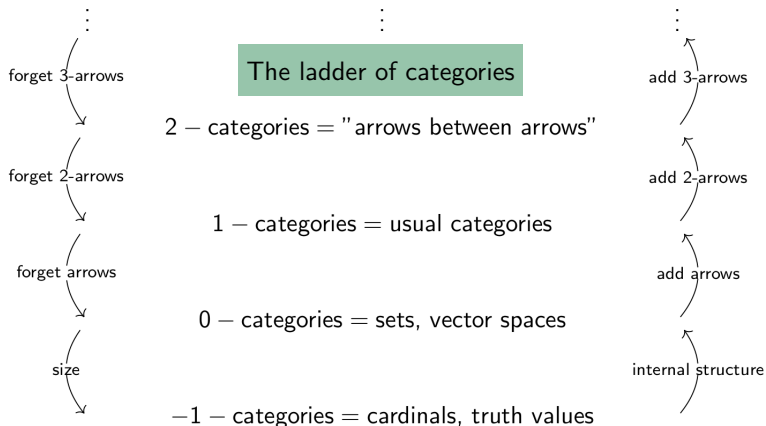 ⋮ ⋮ ⋮
The ladder of categories
forget 3-arrows
add 3-arrows
2 − categories = ”arrows between arrows”
forget 2-arrows
add 2-arrows
1 − categories = usual categories
forget arrows
add arrows
0 − categories = sets, vector spaces
size
internal structure
−1 − categories = cardinals, truth values